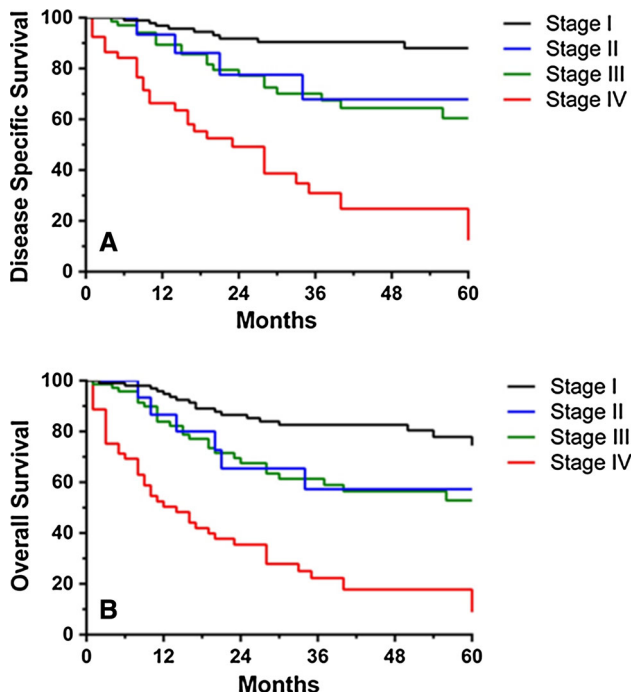 100
80
60
40
20
0
Disease Specific Survival
A
0 12 24 36 48 60
Months
Stage I
Stage II
Stage III
Stage IV
100
80
60
40
20
0
Overall Survival
B
0 12 24 36 48 60
Months
Stage I
Stage II
Stage III
Stage IV